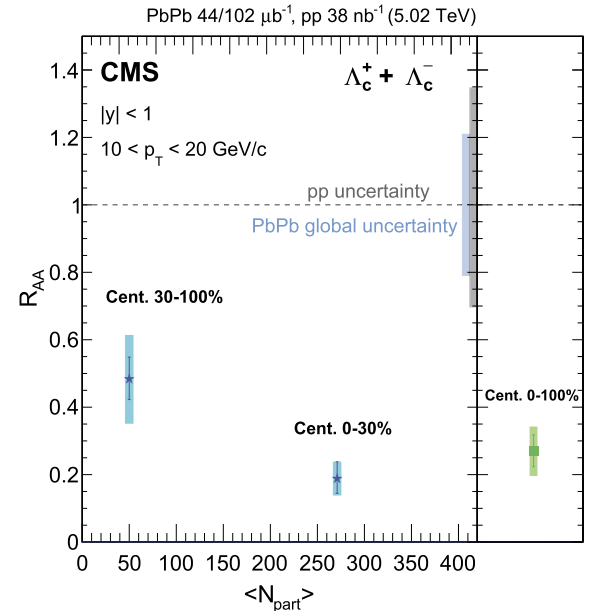 PbPb 44/102 μb⁻¹, pp 38 nb⁻¹ (5.02 TeV)
CMS
Λc⁺ + Λc⁻
|y| < 1
10 < pT < 20 GeV/c
pp uncertainty
PbPb global uncertainty
Cent. 30-100%
Cent. 0-30%
Cent. 0-100%
RAA
1.4
1.2
1
0.8
0.6
0.4
0.2
0
0 50 100 150 200 250 300 350 400
<Npart>